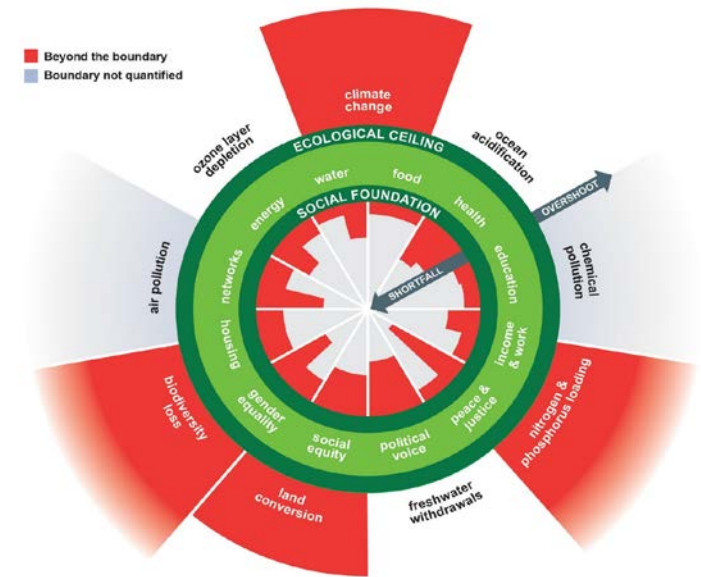 Beyond the boundary
Boundary not quantified
climate
change
ozone layer
depletion
ocean
acidification
ECOLOGICAL CEILING
water
food
energy
health
SOCIAL FOUNDATION
OVERSHOOT
SHORTFALL
networks
education
air pollution
chemical
pollution
housing
income
& work
biodiversity
loss
gender
equality
social
equity
political
voice
peace &
justice
nitrogen &
phosphorus loading
land
conversion
freshwater
withdrawals